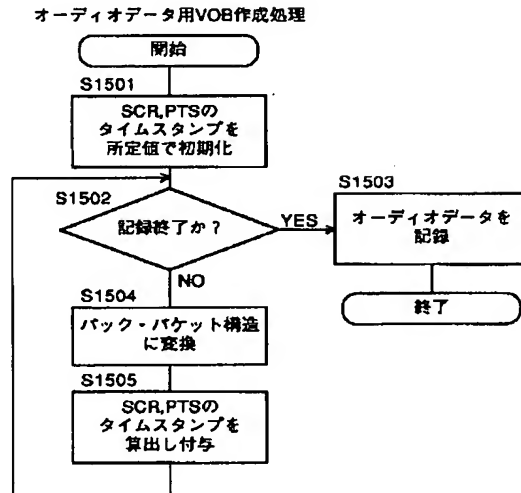 オーディオデータ用VOB作成処理
開始
S1501
SCR,PTSの
タイムスタンプを
所定値で初期化
S1502
記録終了か?
YES
S1503
オーディオデータを
記録
終了
NO
S1504
パック・パケット構造
に変換
S1505
SCR,PTSの
タイムスタンプを
算出し付与